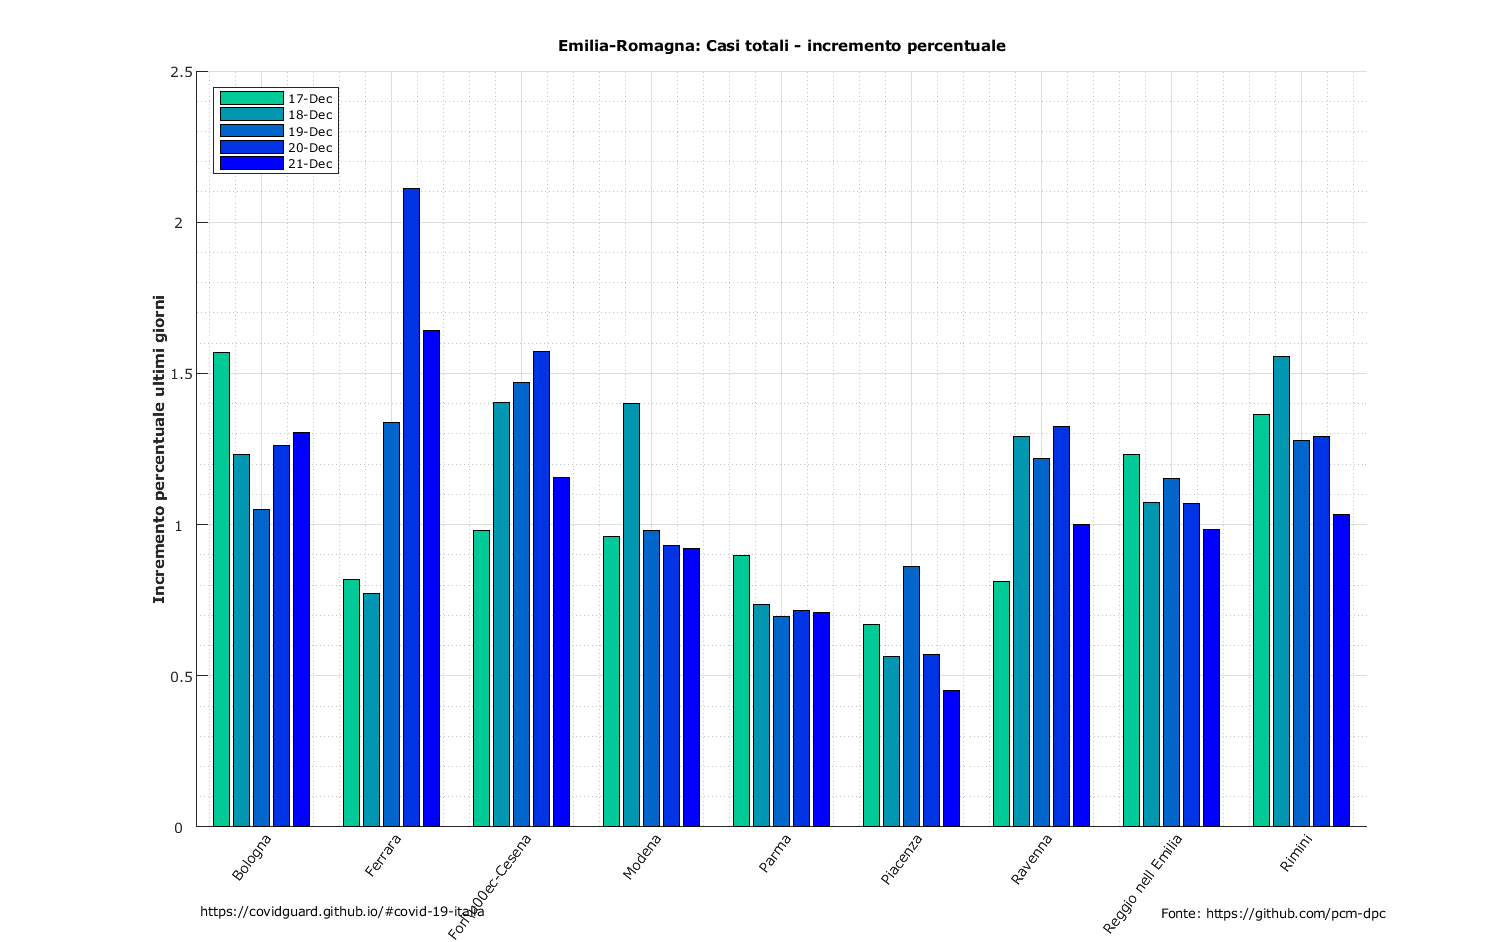 Emilia-Romagna: Casi totali - incremento percentuale
2.5
2
1.5
1
0.5
0
Incremento percentuale ultimi giorni
17-Dec
18-Dec
19-Dec
20-Dec
21-Dec
Bologna
Ferrara
Modena
Parma
Piacenza
Ravenna
Reggio nell Emilia
Rimini
https://covidguard.github.io/#covid-19-italia
Fonte: https://github.com/pcm-dpc